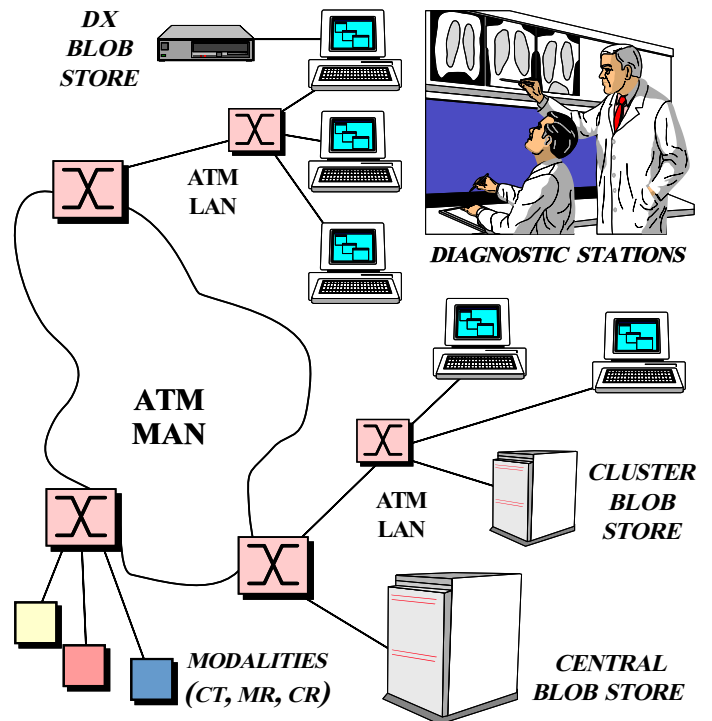 DX
BLOB
STORE
ATM
LAN
DIAGNOSTIC STATIONS
ATM
MAN
ATM
LAN
CLUSTER
BLOB
STORE
MODALITIES
(CT, MR, CR)
CENTRAL
BLOB STORE